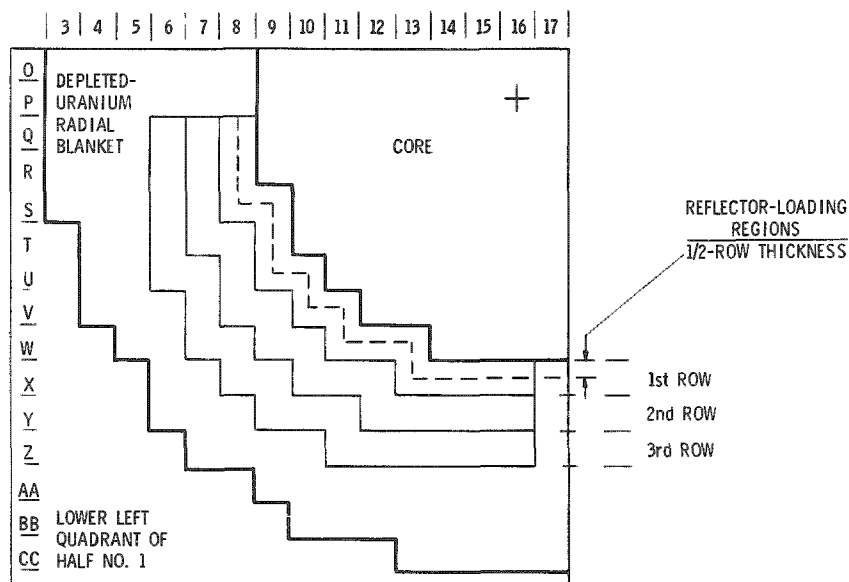 3 4 5 6 7 8 9 10 11 12 13 14 15 16 17
O
P
Q
R
S
T
U
V
W
X
Y
Z
AA
BB
CC
DEPLETED-
URANIUM
RADIAL
BLANKET
CORE
REFLECTOR-LOADING
REGIONS
1/2-ROW THICKNESS
1st ROW
2nd ROW
3rd ROW
LOWER LEFT
QUADRANT OF
HALF NO. 1